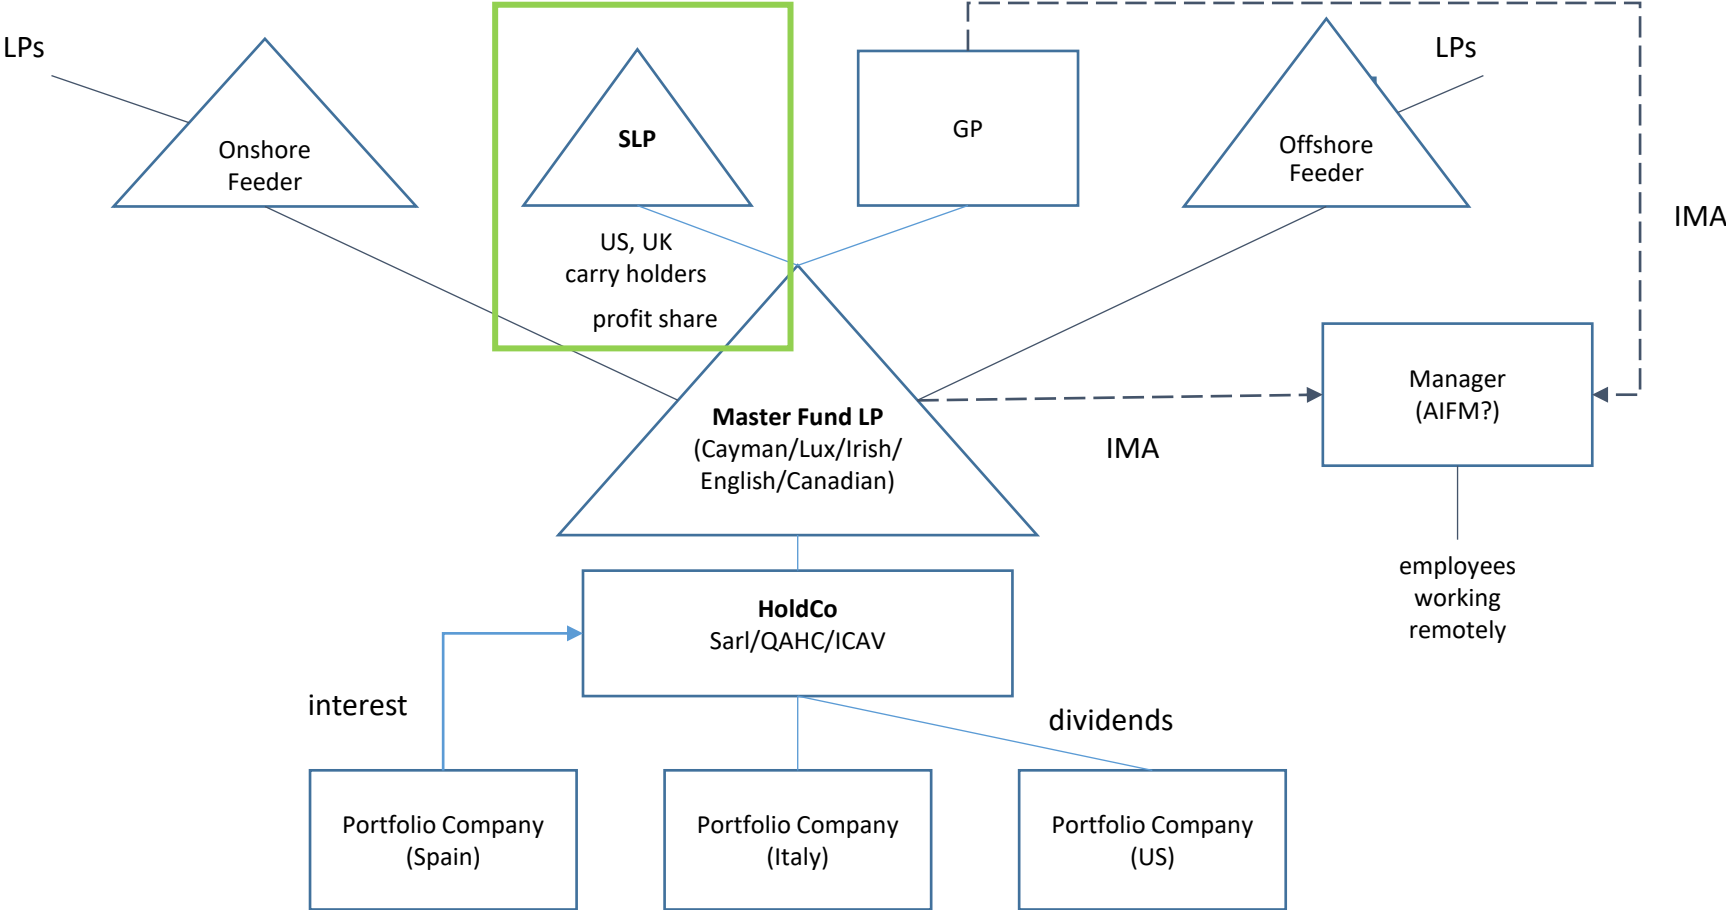 LPs
LPs
Onshore
Feeder
SLP
GP
Offshore
Feeder
IMA
US, UK
carry holders
profit share
Manager
(AIFM?)
Master Fund LP
(Cayman/Lux/Irish/
English/Canadian)
IMA
employees
working
remotely
HoldCo
Sarl/QAHC/ICAV
interest
dividends
Portfolio Company
(Spain)
Portfolio Company
(Italy)
Portfolio Company
(US)